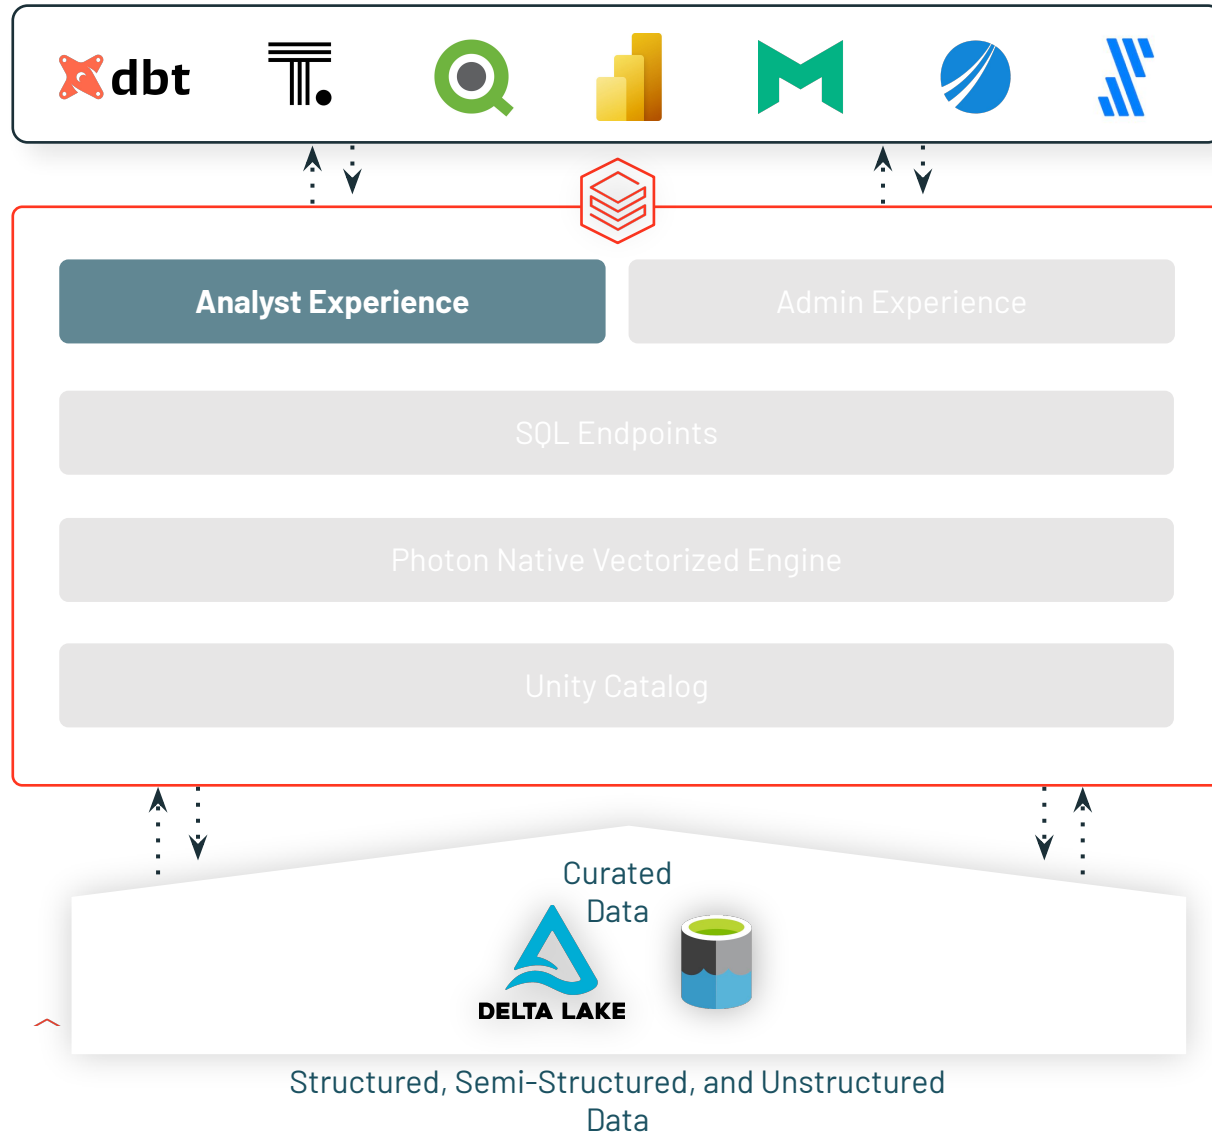 dbt
Analyst Experience
Admin Experience
SQL Endpoints
Photon Native Vectorized Engine
Unity Catalog
Curated
Data
DELTA LAKE
Structured, Semi-Structured, and Unstructured
Data